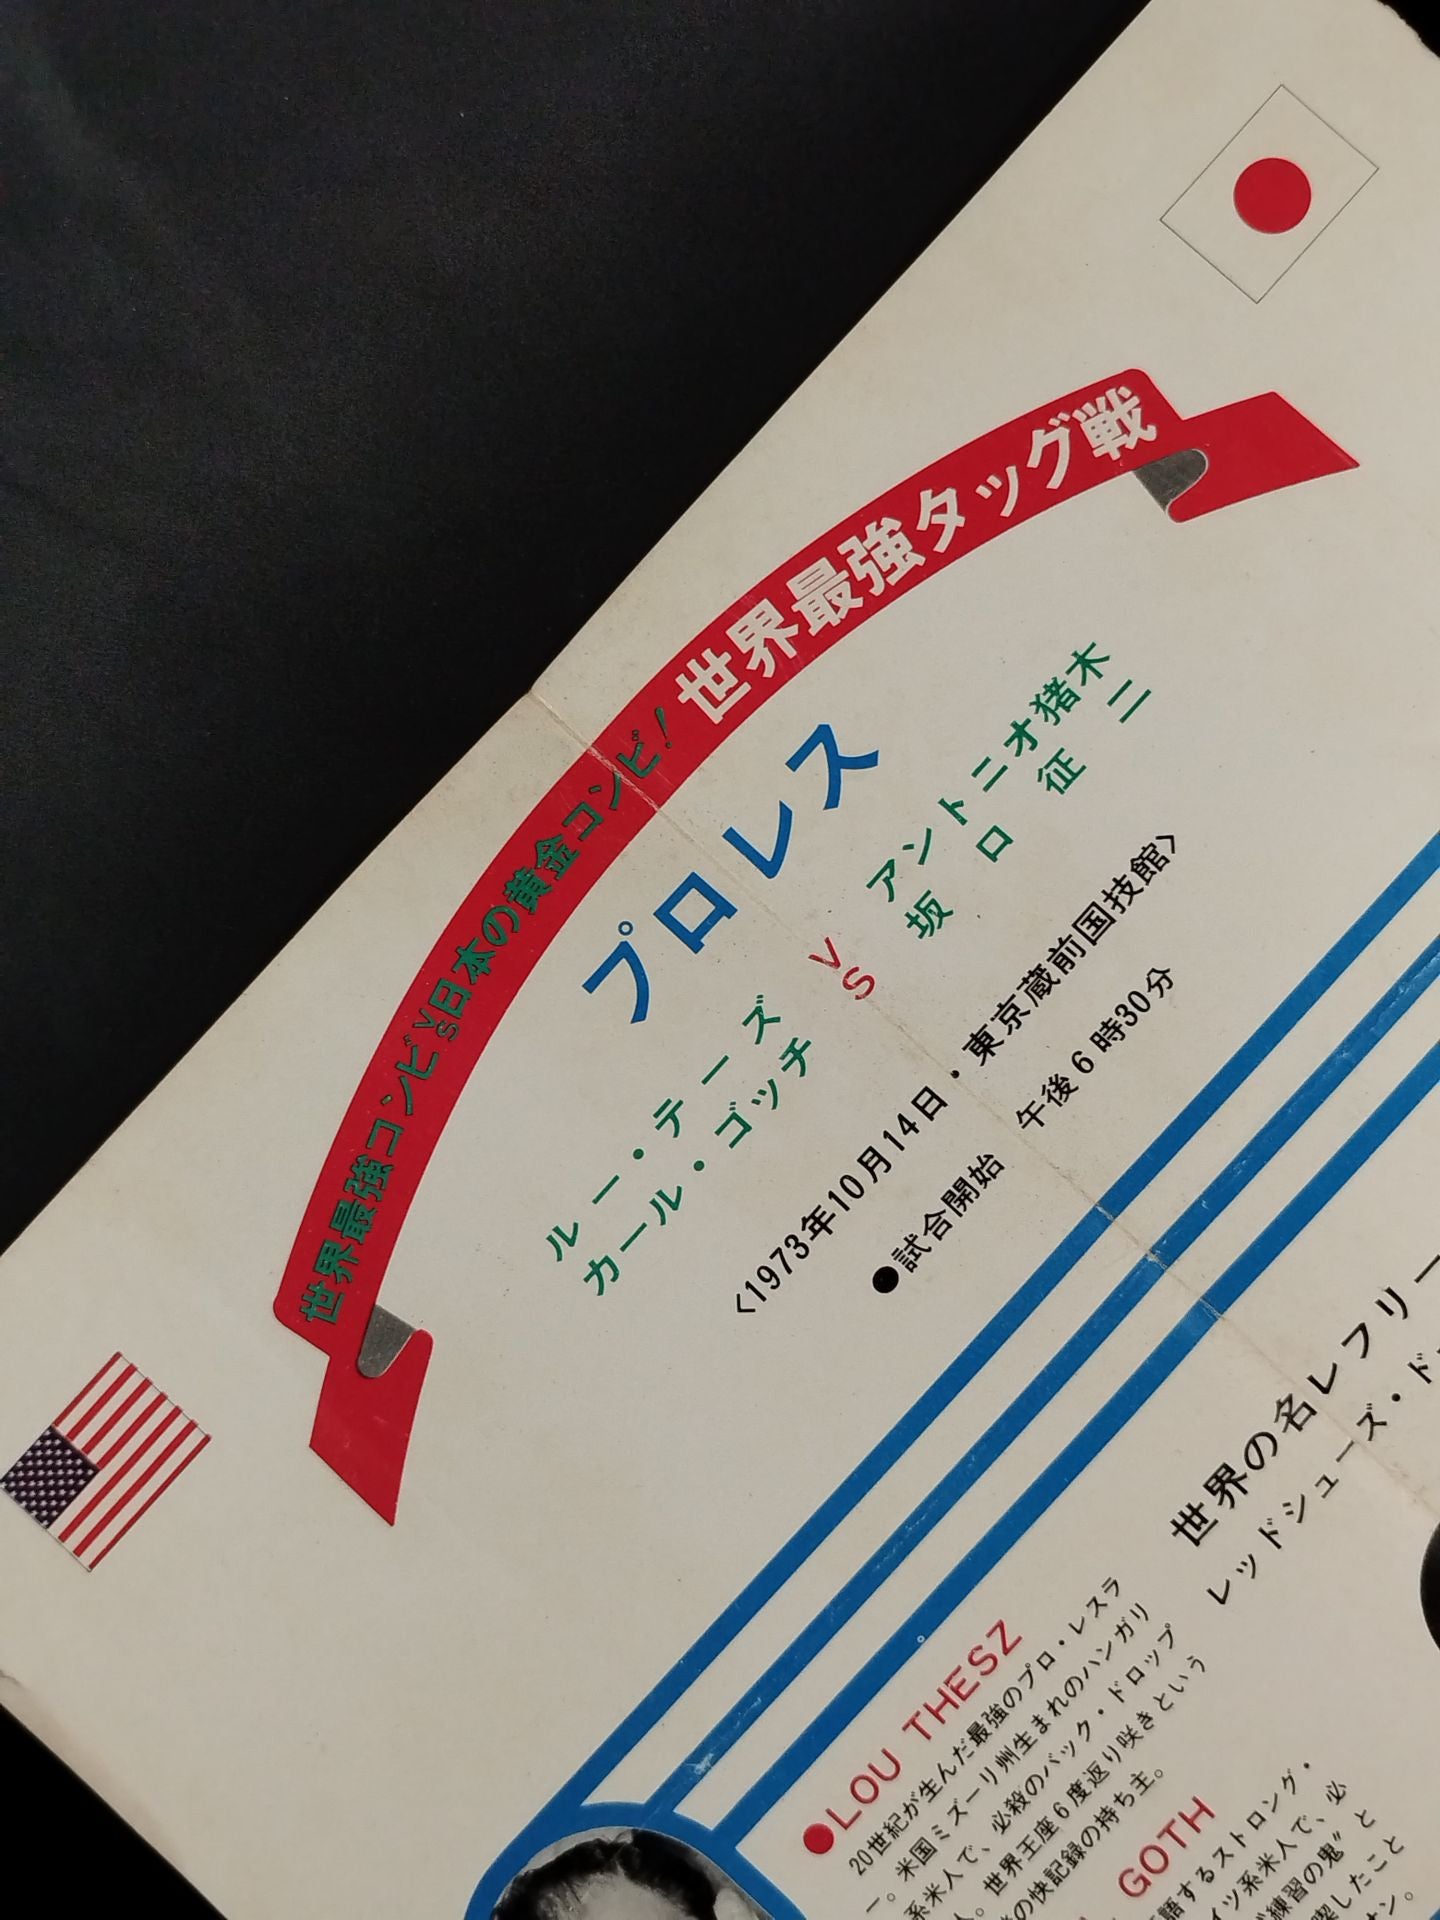 世界最強コンビVS日本の黄金コンビ! 世界最強タッグ戦
プロレス
ルー・テーズ
カール・ゴッチ
VS
アントニオ猪木
坂口征二
<1973年10月14日・東京蔵前国技館>
●試合開始 午後6時30分
世界の名レフリー
レッドシューズ・ド
●LOU THESZ
20世紀が生んだ最強のプロ・レスラ
ー。米国ミズーリ州生まれのハンガリ
系米人で、必殺のバック・ドロップ
人。世界王座6度返り咲きという
の快記録の持ち主。
GOTH
語するストロング・
イツ系米人で、必
練習の鬼〟と
喫したこと